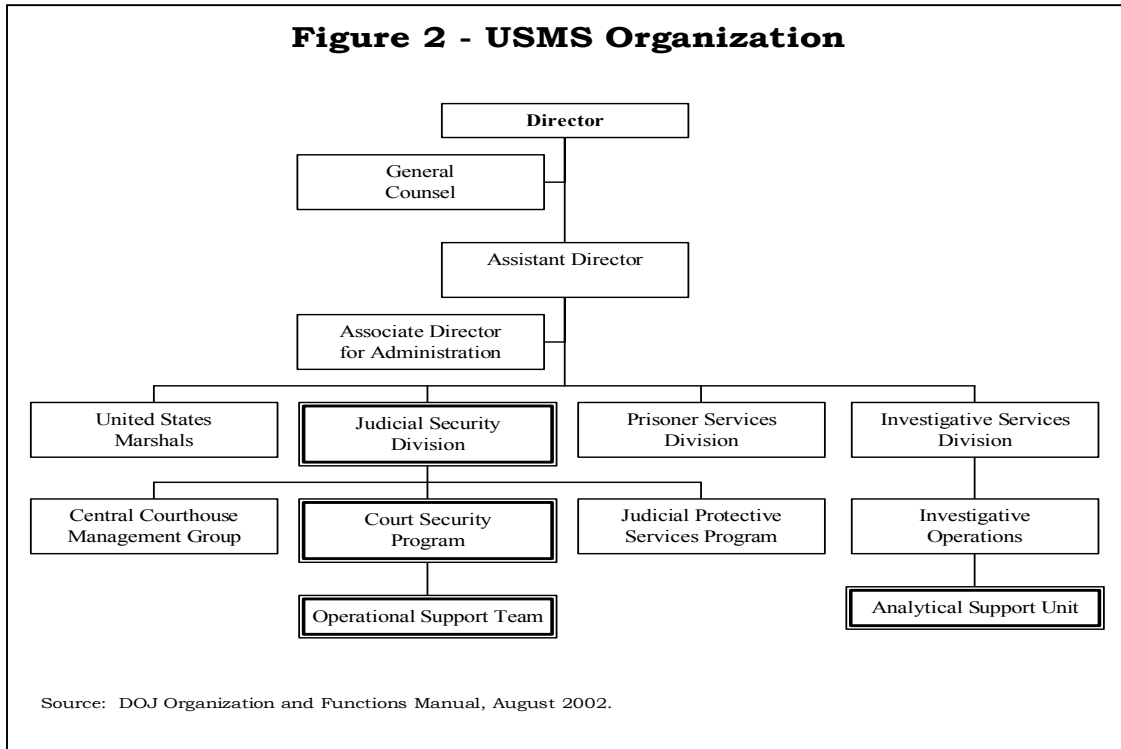 Figure 2 - USMS Organization
Director
General
Counsel
Assistant Director
Associate Director
for Administration
United States
Marshals
Judicial Security
Division
Prisoner Services
Division
Investigative Services
Division
Central Courthouse
Management Group
Court Security
Program
Judicial Protective
Services Program
Investigative
Operations
Operational Support Team
Analytical Support Unit
Source: DOJ Organization and Functions Manual, August 2002.